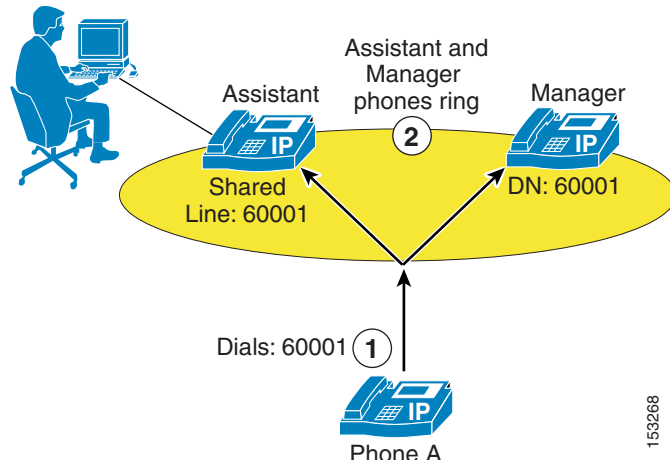 Assistant and
Manager
phones ring
2
Assistant
Manager
IP
IP
Shared
Line: 60001
DN: 60001
Dials: 60001 1
IP
Phone A
153268